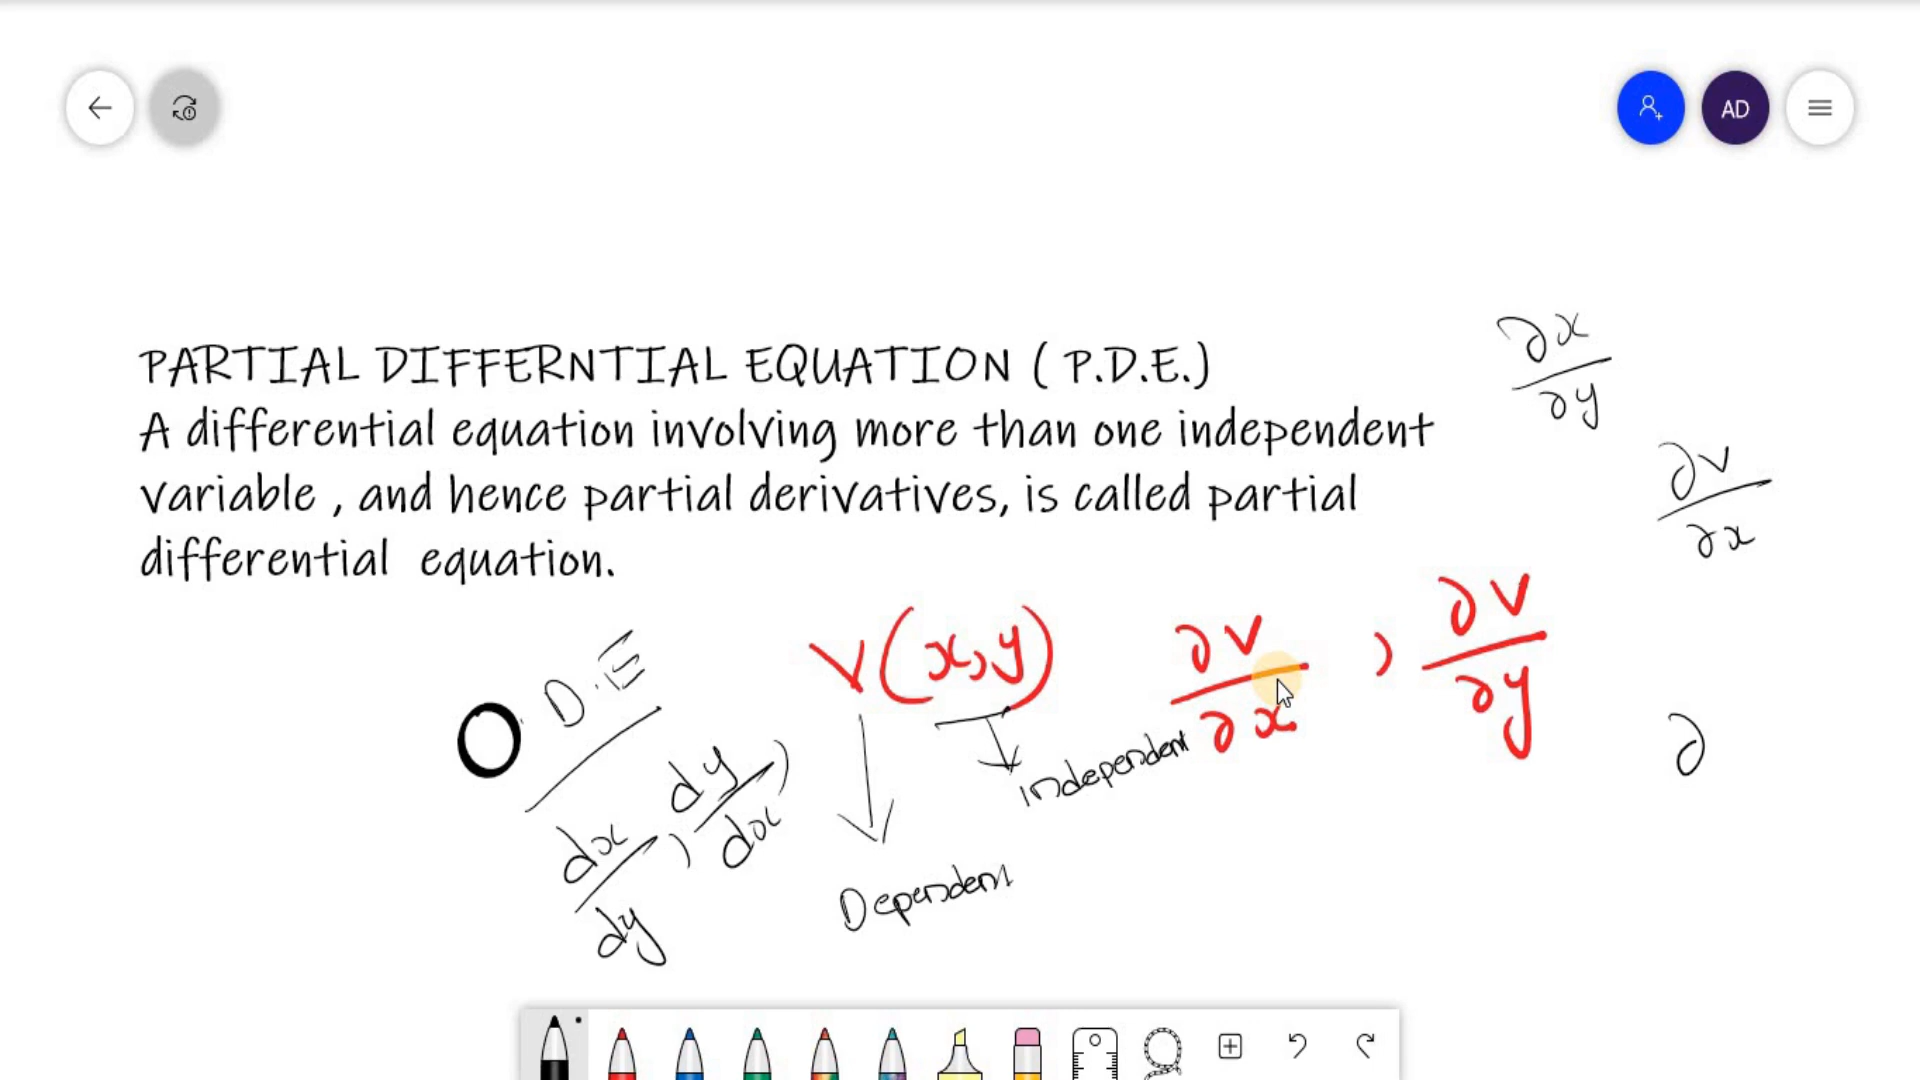 AD
PARTIAL DIFFERNTIAL EQUATION ( P.D.E.)
A differential equation involving more than one independent
variable , and hence partial derivatives, is called partial
differential equation.
∂x/∂y
∂v/∂x
O.D.E
dx/dy, dy/dx,
V(x,y)
∂V/∂x , ∂V/∂y
independent
Dependent
∂